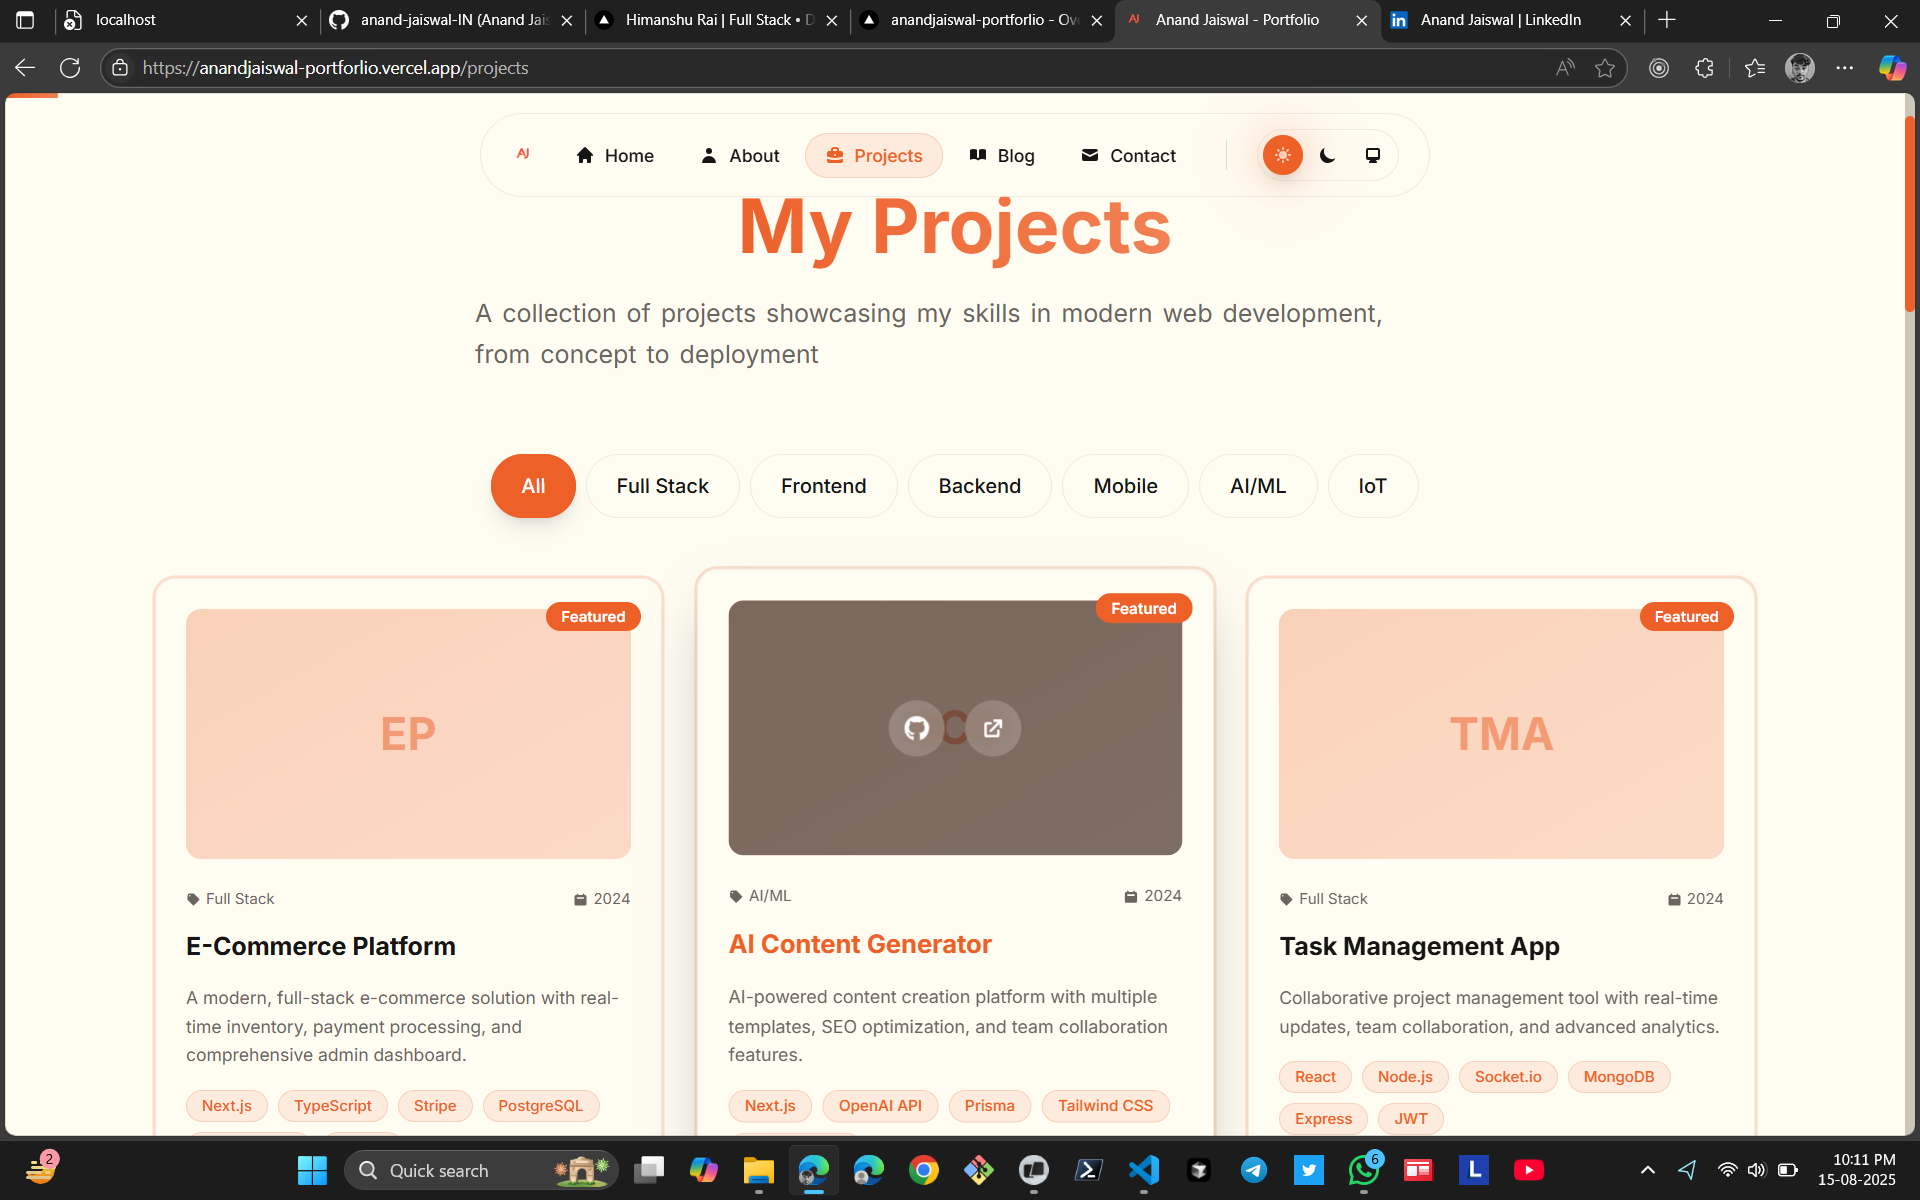 localhost
anand-jaiswal-IN (Anand Jais
Himanshu Rai | Full Stack • D
anandjaiswal-portforlio - Ove
AJ
Anand Jaiswal - Portfolio
in
Anand Jaiswal | LinkedIn
https://anandjaiswal-portforlio.vercel.app/projects
AJ
Home
About
Projects
Blog
Contact
My Projects
A collection of projects showcasing my skills in modern web development,
from concept to deployment
All
Full Stack
Frontend
Backend
Mobile
AI/ML
IoT
Featured
EP
Full Stack
2024
E-Commerce Platform
A modern, full-stack e-commerce solution with real-
time inventory, payment processing, and
comprehensive admin dashboard.
Next.js
TypeScript
Stripe
PostgreSQL
Featured
C
AI/ML
2024
AI Content Generator
AI-powered content creation platform with multiple
templates, SEO optimization, and team collaboration
features.
Next.js
OpenAI API
Prisma
Tailwind CSS
Featured
TMA
Full Stack
2024
Task Management App
Collaborative project management tool with real-time
updates, team collaboration, and advanced analytics.
React
Node.js
Socket.io
MongoDB
Express
JWT
2
Quick search
6
L
10:11 PM
15-08-2025